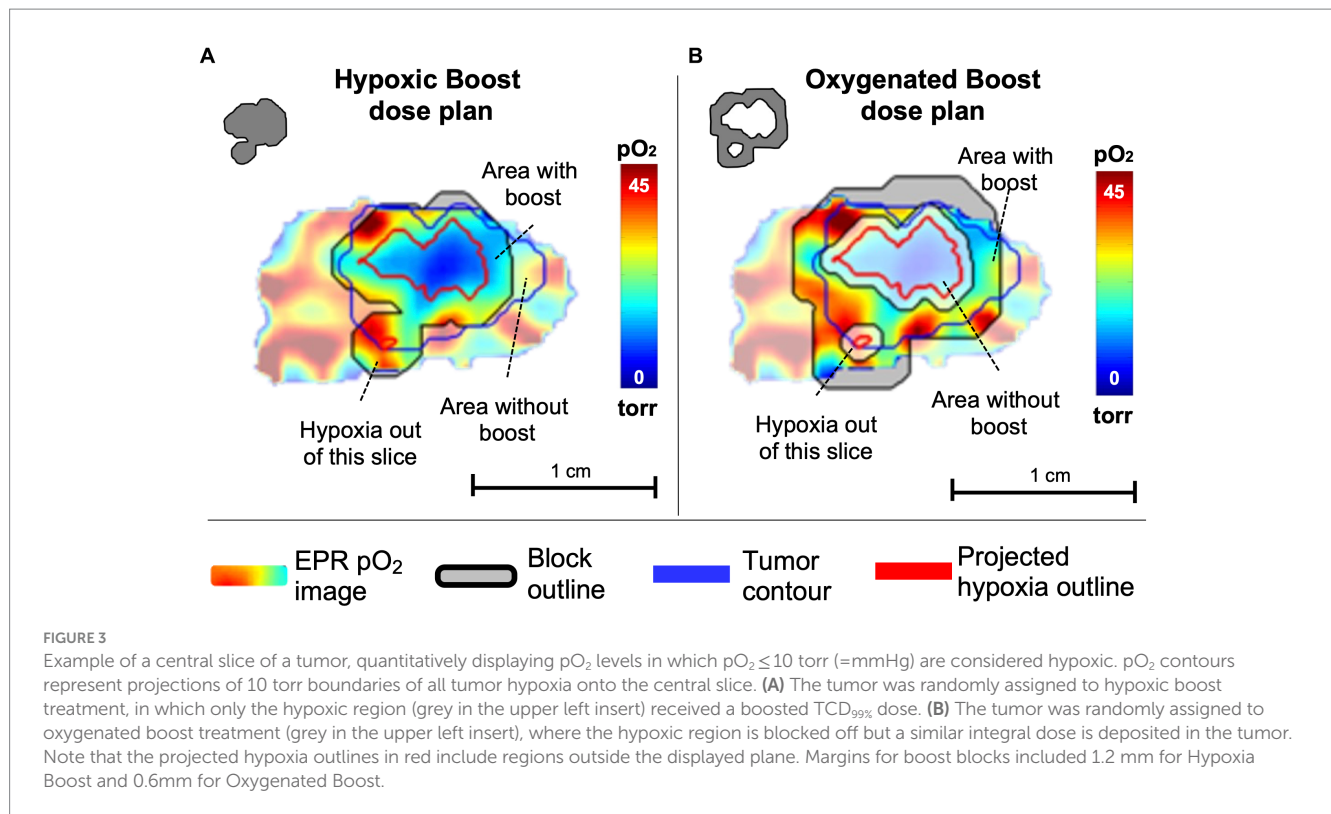 A
Hypoxic Boost
dose plan
pO₂
45
0
torr
Area with
boost
Area without
boost
Hypoxia out
of this slice
1 cm
B
Oxygenated Boost
dose plan
pO₂
45
0
torr
Area with
boost
Area without
boost
Hypoxia out
of this slice
1 cm
EPR pO₂
image
Block
outline
Tumor
contour
Projected
hypoxia outline
FIGURE 3
Example of a central slice of a tumor, quantitatively displaying pO₂ levels in which pO₂ ≤ 10 torr (=mmHg) are considered hypoxic. pO₂ contours
represent projections of 10 torr boundaries of all tumor hypoxia onto the central slice. (A) The tumor was randomly assigned to hypoxic boost
treatment, in which only the hypoxic region (grey in the upper left insert) received a boosted TCD₉₉% dose. (B) The tumor was randomly assigned to
oxygenated boost treatment (grey in the upper left insert), where the hypoxic region is blocked off but a similar integral dose is deposited in the tumor.
Note that the projected hypoxia outlines in red include regions outside the displayed plane. Margins for boost blocks included 1.2 mm for Hypoxia
Boost and 0.6mm for Oxygenated Boost.